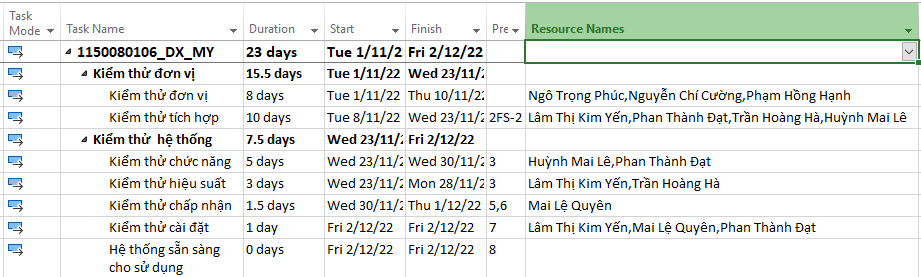 Task Mode Task Name Duration Start Finish Pre Resource Names
1150080106_DX_MY 23 days Tue 1/11/2 Fri 2/12/22
Kiểm thử đơn vị 15.5 days Tue 1/11/22 Wed 23/11/2
Kiểm thử đơn vị 8 days Tue 1/11/22 Thu 10/11/22 Ngô Trọng Phúc,Nguyễn Chí Cường,Phạm Hồng Hạnh
Kiểm thử tích hợp 10 days Tue 8/11/22 Wed 23/11/2 2FS-2 Lâm Thị Kim Yến,Phan Thành Đạt,Trần Hoàng Hà,Huỳnh Mai Lê
Kiểm thử hệ thống 7.5 days Wed 23/11/2 Fri 2/12/22
Kiểm thử chức năng 5 days Wed 23/11/2 Wed 30/11/2 3 Huỳnh Mai Lê,Phan Thành Đạt
Kiểm thử hiệu suất 3 days Wed 23/11/2 Mon 28/11/2 3 Lâm Thị Kim Yến,Trần Hoàng Hà
Kiểm thử chấp nhận 1.5 days Wed 30/11/2 Thu 1/12/22 5,6 Mai Lệ Quyên
Kiểm thử cài đặt 1 day Fri 2/12/22 Fri 2/12/22 7 Lâm Thị Kim Yến,Mai Lệ Quyên,Phan Thành Đạt
Hệ thống sẵn sàng cho sử dụng 0 days Fri 2/12/22 Fri 2/12/22 8